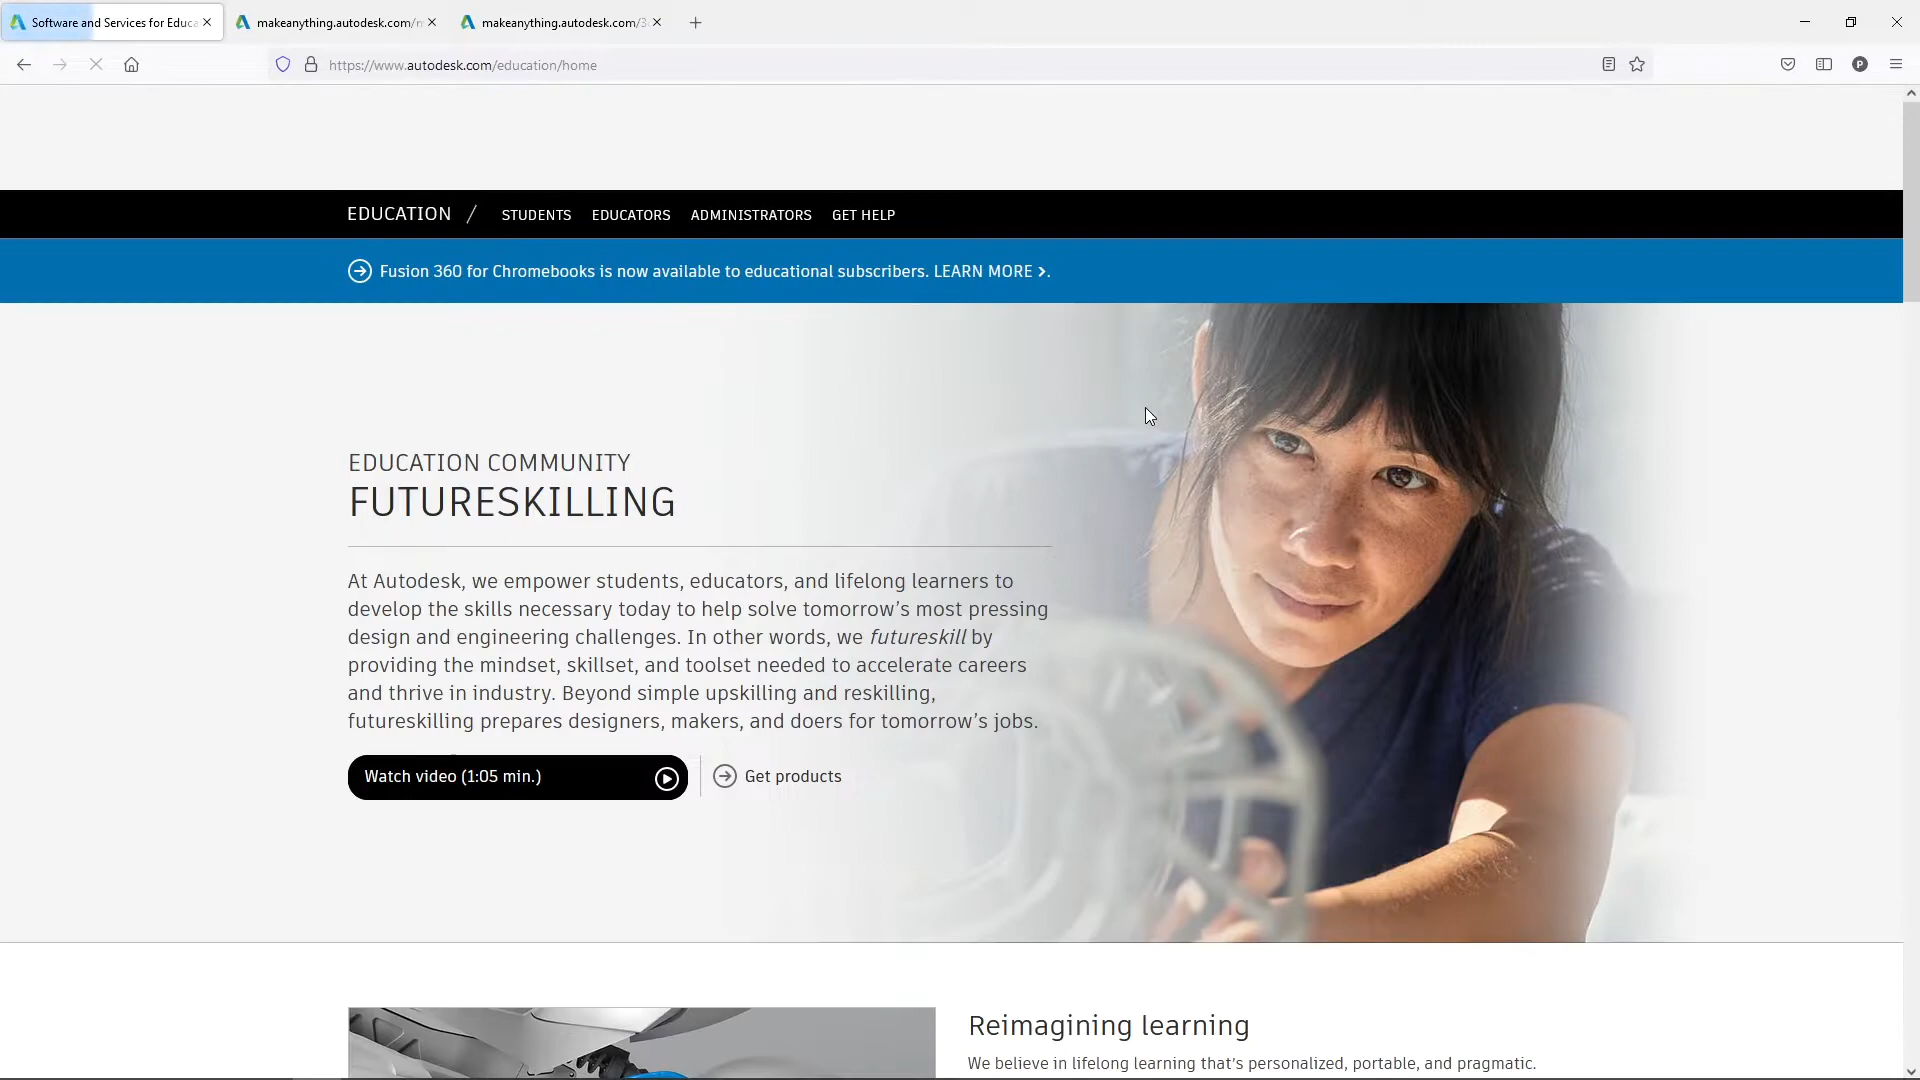 Software and Services for Educa
makeanything.autodesk.com/
makeanything.autodesk.com/3
https://www.autodesk.com/education/home
P
EDUCATION / STUDENTS EDUCATORS ADMINISTRATORS GET HELP
Fusion 360 for Chromebooks is now available to educational subscribers. LEARN MORE >.
EDUCATION COMMUNITY
FUTURESKILLING
At Autodesk, we empower students, educators, and lifelong learners to
develop the skills necessary today to help solve tomorrow’s most pressing
design and engineering challenges. In other words, we futureskill by
providing the mindset, skillset, and toolset needed to accelerate careers
and thrive in industry. Beyond simple upskilling and reskilling,
futureskilling prepares designers, makers, and doers for tomorrow’s jobs.
Watch video (1:05 min.)
Get products
Reimagining learning
We believe in lifelong learning that’s personalized, portable, and pragmatic.